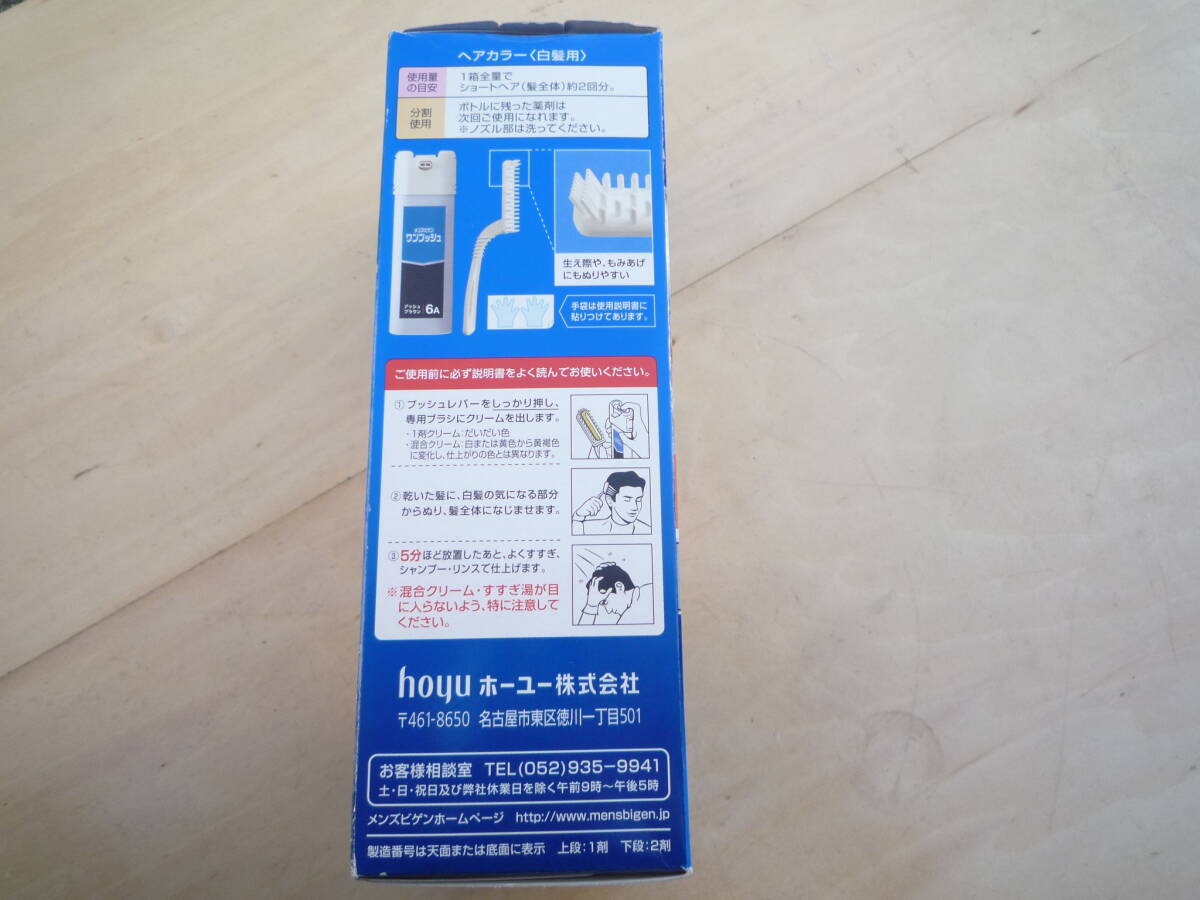 ヘアカラー〈白髪用〉
使用量
の目安
1箱全量で
ショートヘア(髪全体)約2回分。
分割
使用
ボトルに残った薬剤は
次回ご使用になれます。
※ノズル部は洗ってください。
メンズビゲン
ワンプッシュ
アッシュ
ブラウン
6A
生え際や、もみあげ
にもぬりやすい
手袋は使用説明書に
貼りつけてあります。
ご使用前に必ず説明書をよく読んでお使いください。
①プッシュレバーをしっかり押し、
専用ブラシにクリームを出します。
・1剤クリーム:だいだい色
・混合クリーム:白または黄色から黄褐色
に変化し、仕上がりの色とは異なります。
②乾いた髪に、白髪の気になる部分
からぬり、髪全体になじませます。
③5分ほど放置したあと、よくすすぎ、
シャンプー・リンスで仕上げます。
※混合クリーム・すすぎ湯が目
に入らないよう、特に注意して
ください。
hoyu ホーユー株式会社
〒461-8650 名古屋市東区徳川一丁目501
お客様相談室 TEL(052)935-9941
土・日・祝日及び弊社休業日を除く午前9時〜午後5時
メンズビゲンホームページ http://www.mensbigen.jp
製造番号は天面または底面に表示 上段:1剤 下段:2剤